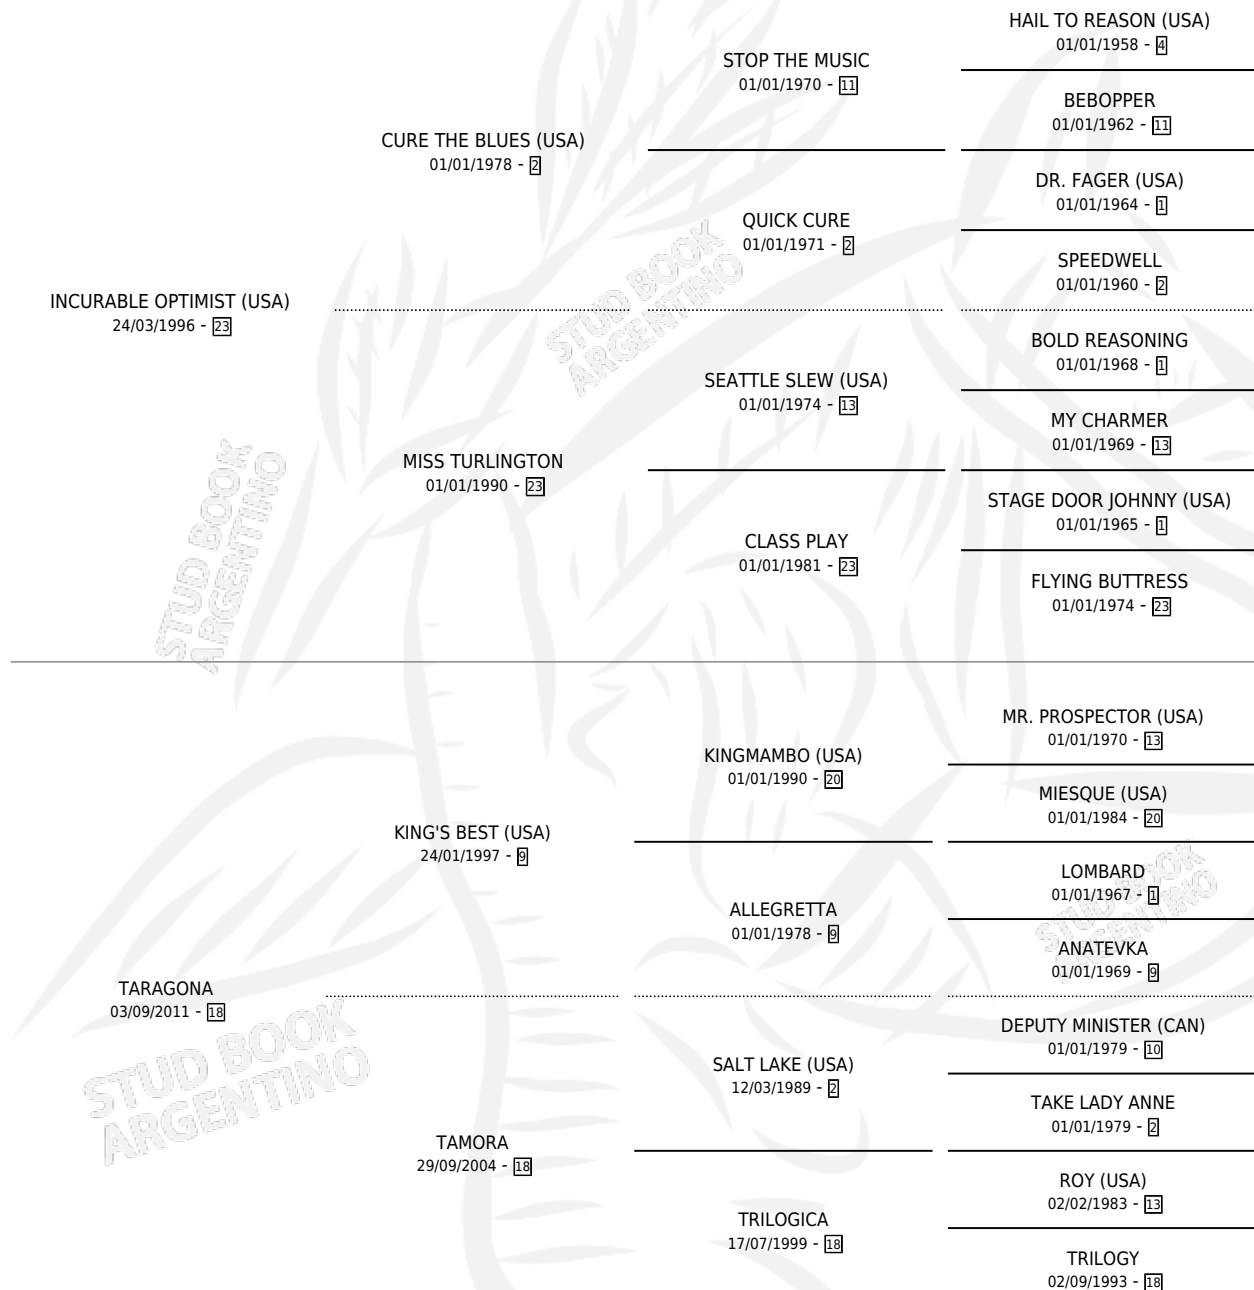 HAIL TO REASON (USA)
01/01/1958 - 4
STOP THE MUSIC
01/01/1970 - 11
BEBOPPER
01/01/1962 - 11
CURE THE BLUES (USA)
01/01/1978 - 2
DR. FAGER (USA)
01/01/1964 - 1
QUICK CURE
01/01/1971 - 2
SPEEDWELL
01/01/1960 - 2
INCURABLE OPTIMIST (USA)
24/03/1996 - 23
BOLD REASONING
01/01/1968 - 1
SEATTLE SLEW (USA)
01/01/1974 - 13
MY CHARMER
01/01/1969 - 13
MISS TURLINGTON
01/01/1990 - 23
STAGE DOOR JOHNNY (USA)
01/01/1965 - 1
CLASS PLAY
01/01/1981 - 23
FLYING BUTTRESS
01/01/1974 - 23
MR. PROSPECTOR (USA)
01/01/1970 - 13
KINGMAMBO (USA)
01/01/1990 - 20
MIESQUE (USA)
01/01/1984 - 20
KING'S BEST (USA)
24/01/1997 - 9
LOMBARD
01/01/1967 - 1
ALLEGRETTA
01/01/1978 - 9
ANATEVKA
01/01/1969 - 9
TARAGONA
03/09/2011 - 18
DEPUTY MINISTER (CAN)
01/01/1979 - 10
SALT LAKE (USA)
12/03/1989 - 2
TAKE LADY ANNE
01/01/1979 - 2
TAMORA
29/09/2004 - 18
ROY (USA)
02/02/1983 - 13
TRILOGICA
17/07/1999 - 18
TRILOGY
02/09/1993 - 18
STUD BOOK
ARGENTINO
STUD BOOK
ARGENTINO
STUD BOOK
ARGENTINO
STUD BOOK
ARGENTINO